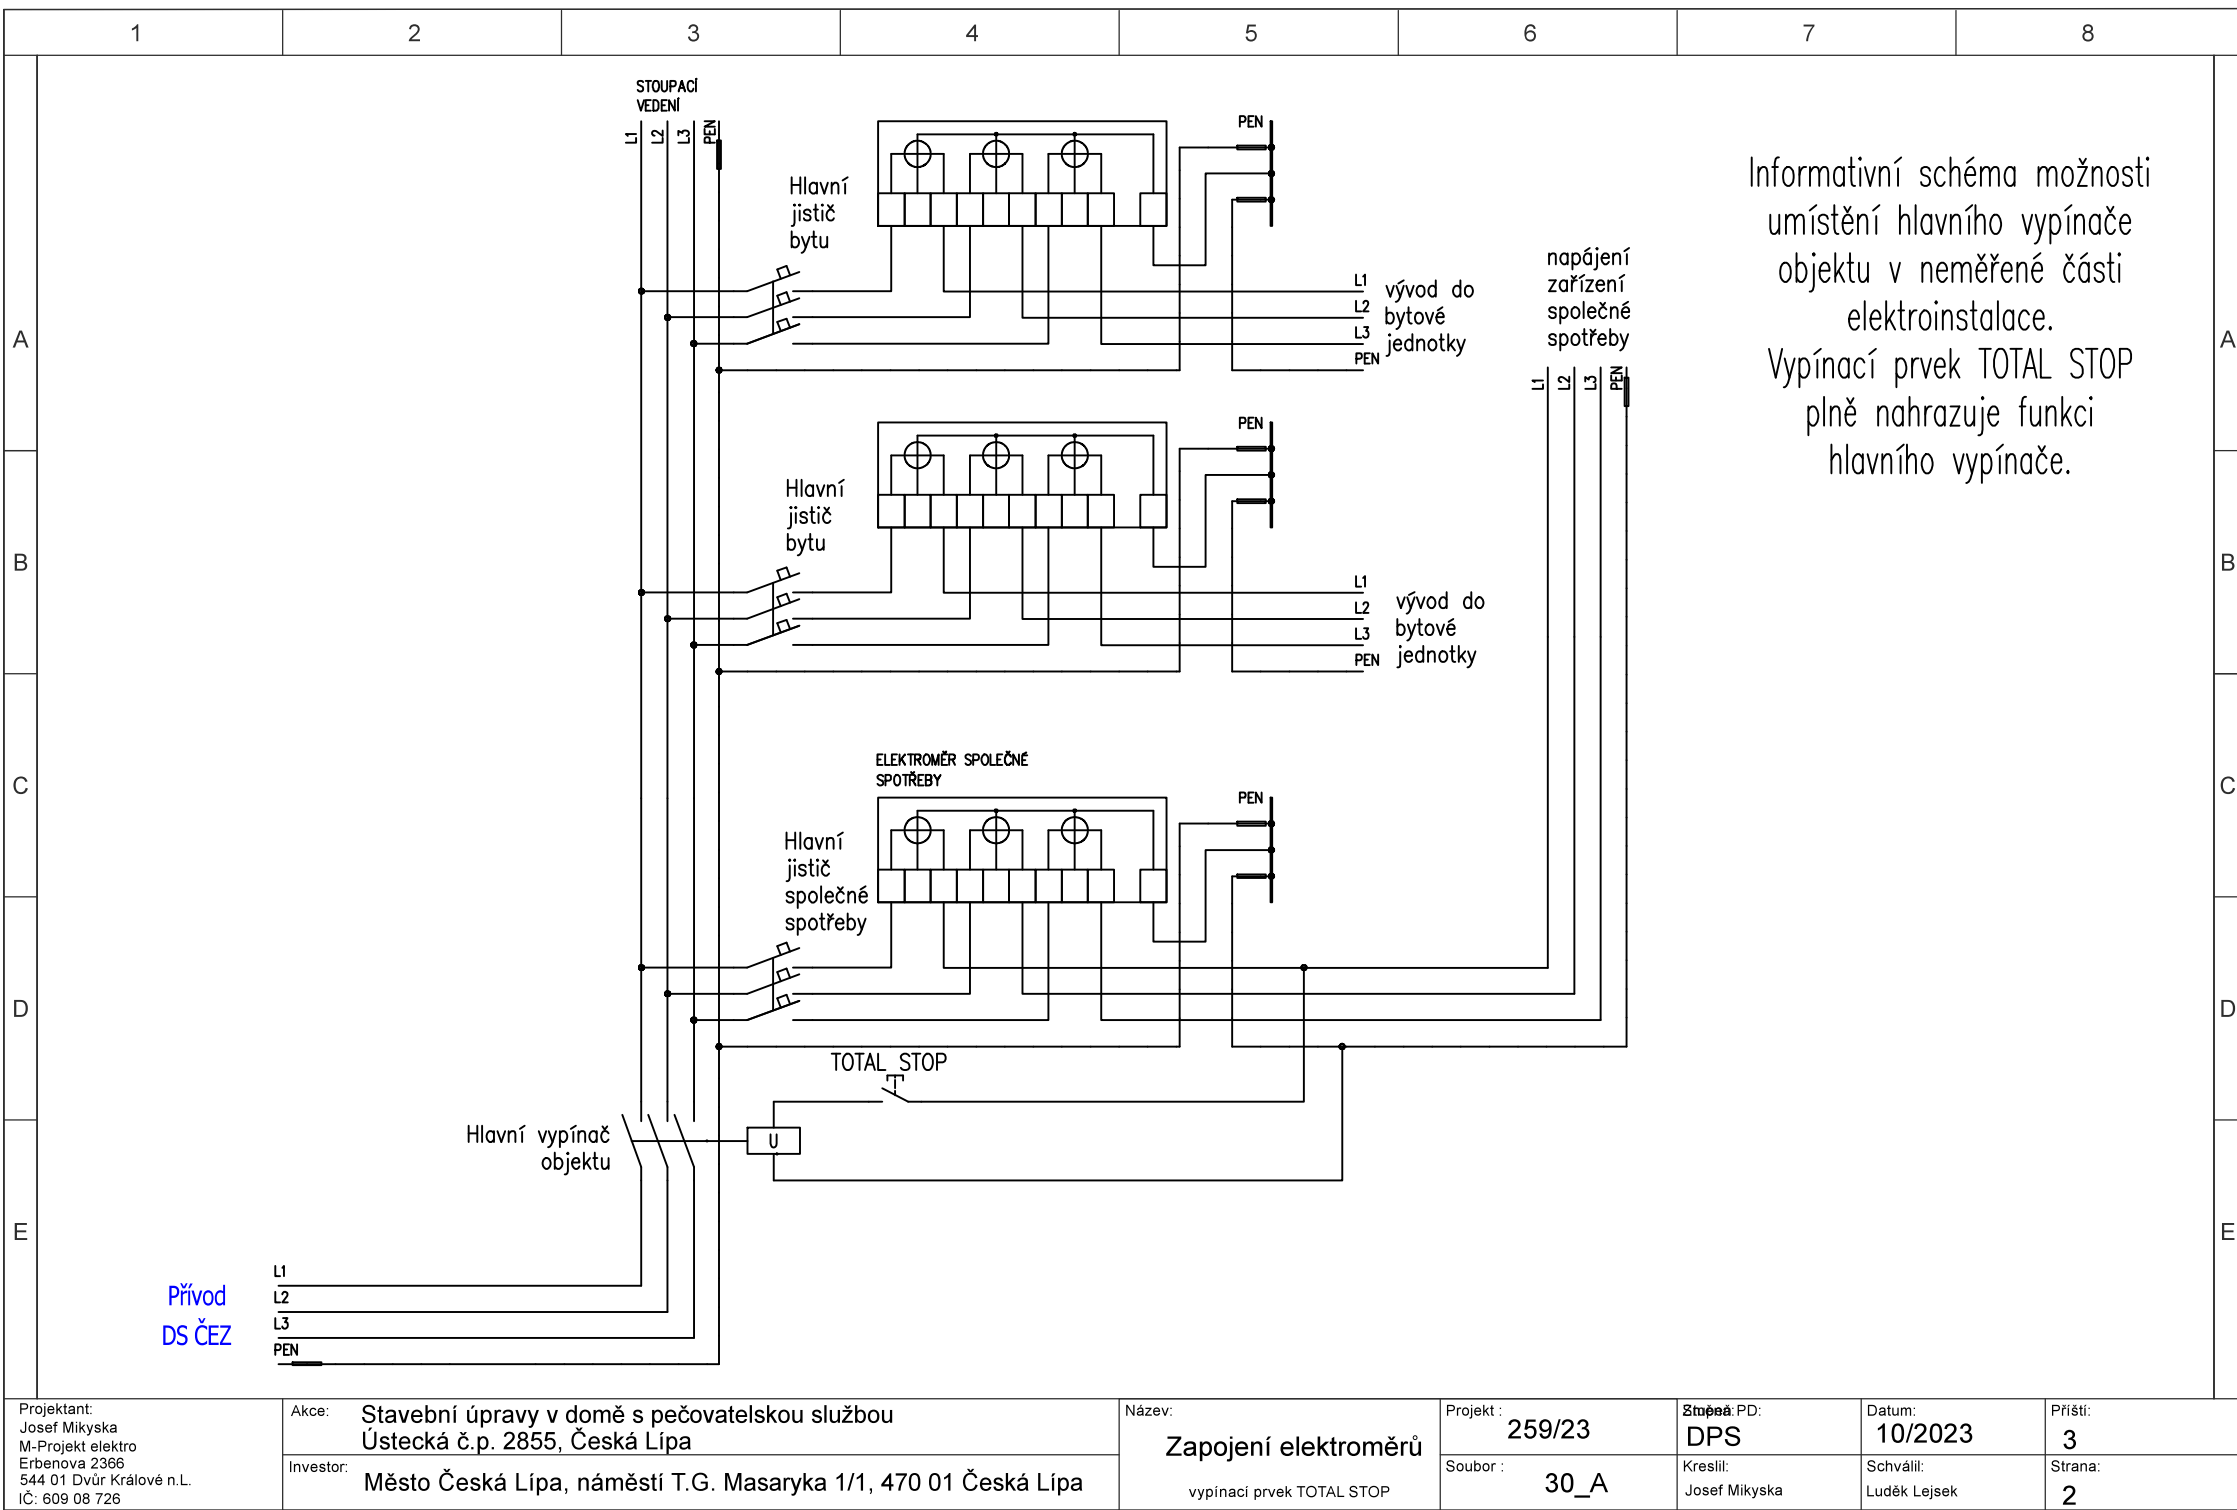 1 2 3 4 5 6 7 8
STOUPACÍ
VEDENÍ
L1 L2 L3 PEN
Hlavní
jistič
bytu
PEN
L1
L2
L3
PEN
vývod do
bytové
jednotky
napájení
zařízení
společné
spotřeby
L1 L2 L3 PEN
Informativní schéma možnosti
umístění hlavního vypínače
objektu v neměřené části
elektroinstalace.
Vypínací prvek TOTAL STOP
plně nahrazuje funkci
hlavního vypínače.
A A
Hlavní
jistič
bytu
PEN
L1
L2
L3
PEN
vývod do
bytové
jednotky
B B
ELEKTROMĚR SPOLEČNÉ
SPOTŘEBY
PEN
C C
Hlavní
jistič
společné
spotřeby
D D
TOTAL STOP
Hlavní vypínač
objektu
U
E E
Přívod
DS ČEZ
L1
L2
L3
PEN
Projektant:
Josef Mikyska
M-Projekt elektro
Erbenova 2366
544 01 Dvůr Králové n.L.
IČ: 609 08 726
Akce: Stavební úpravy v domě s pečovatelskou službou
Ústecká č.p. 2855, Česká Lípa
Investor: Město Česká Lípa, náměstí T.G. Masaryka 1/1, 470 01 Česká Lípa
Název:
Zapojení elektroměrů
vypínací prvek TOTAL STOP
Projekt : 259/23
Soubor : 30_A
PD:
DPS
Kreslil:
Josef Mikyska
Datum:
10/2023
Schválil:
Luděk Lejsek
Příští:
3
Strana:
2